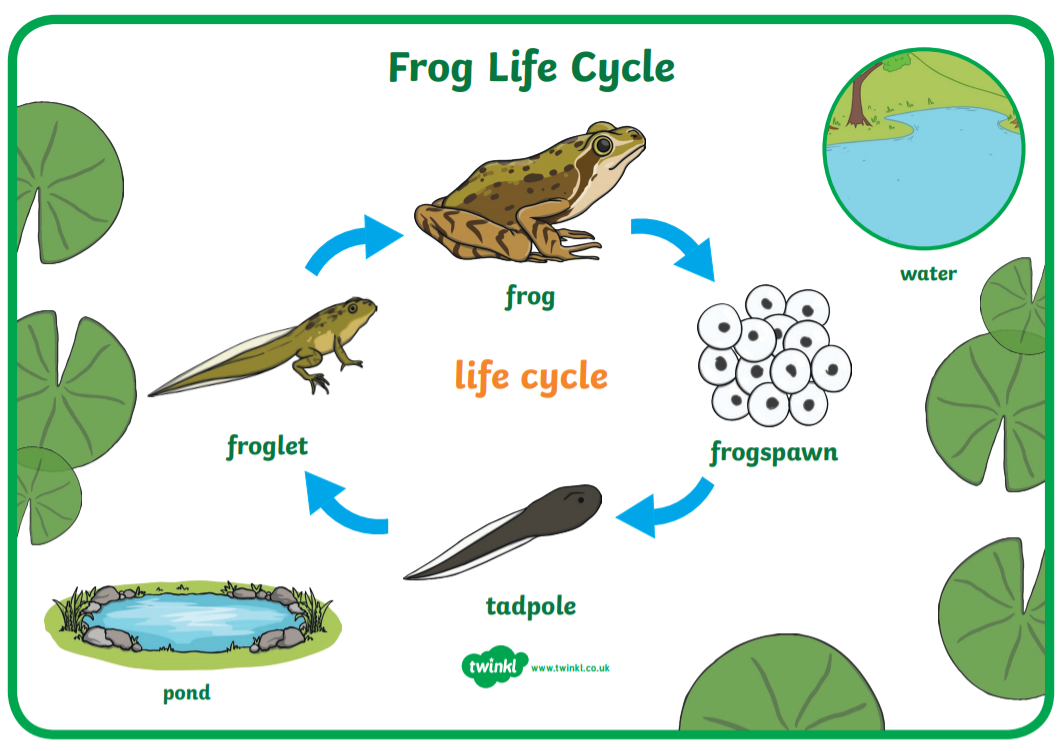 Frog Life Cycle
water
frog
life cycle
froglet
frogspawn
tadpole
pond
twinkl www.twinkl.co.uk